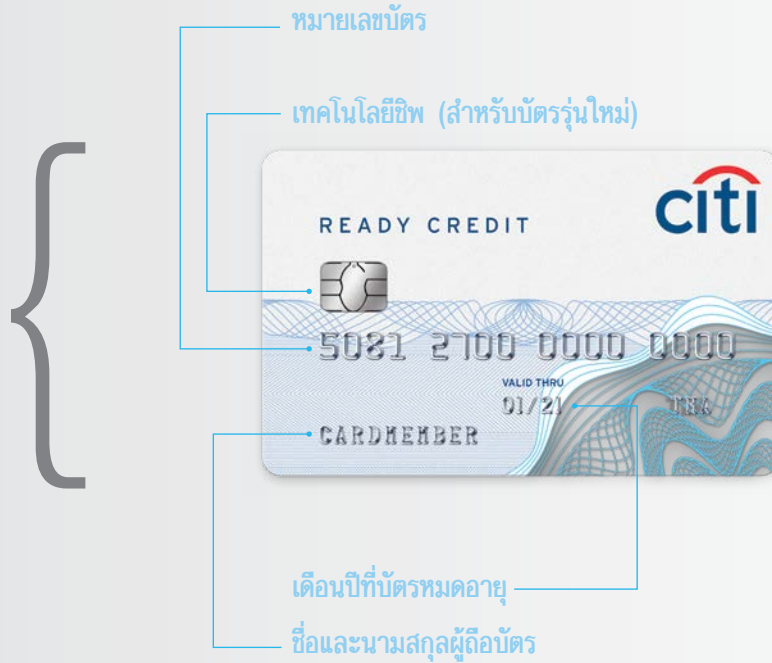 หมายเลขบัตร
เทคโนโลยีชิพ (สำหรับบัตรรุ่นใหม่)
citi
READY CREDIT
5081 2700 0000 0000
VALID THRU
01/21 THA
CARDMEMBER
เดือนปีที่บัตรหมดอายุ
ชื่อและนามสกุลผู้ถือบัตร